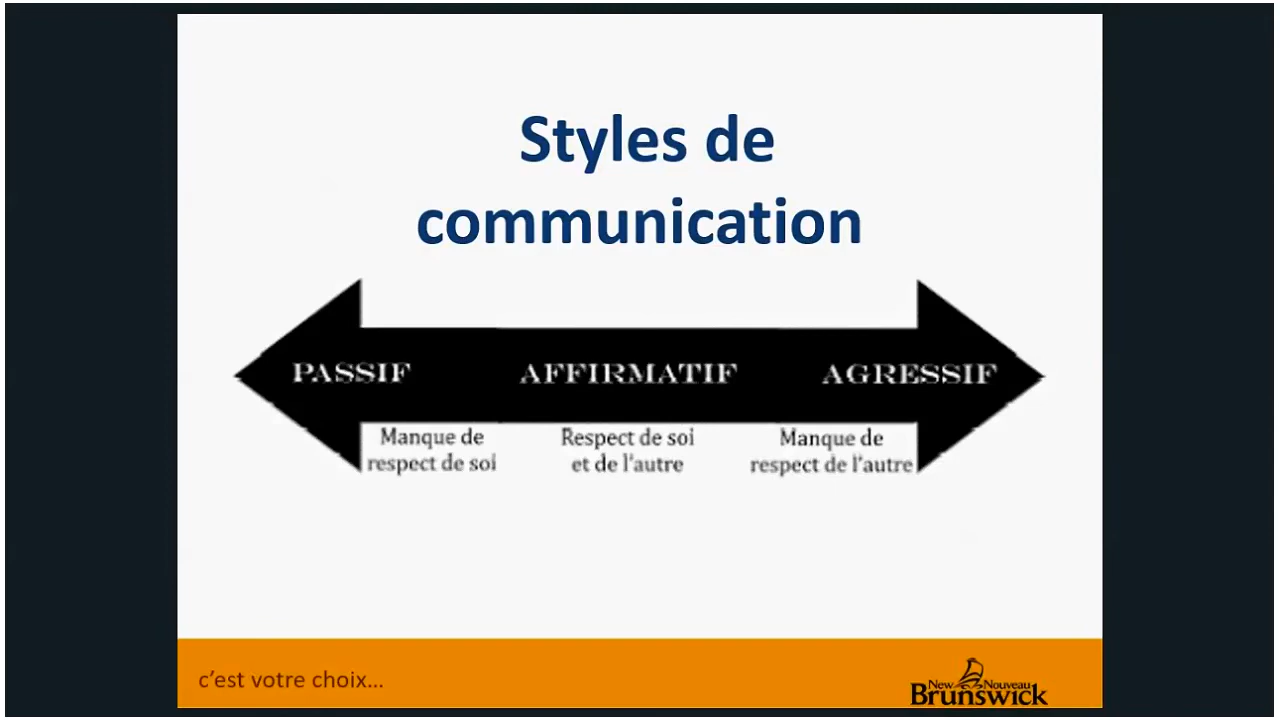 Styles de
communication
PASSIF AFFIRMATIF AGRESSIF
Manque de Respect de soi Manque de
respect de soi et de l'autre respect de l'autre
c'est votre choix...
New Nouveau
Brunswick